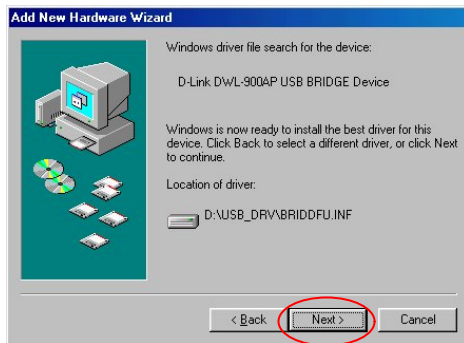 Add New Hardware Wizard
Windows driver file search for the device:
D-Link DWL-900AP USB BRIDGE Device
Windows is now ready to install the best driver for this
device. Click Back to select a different driver, or click Next
to continue.
Location of driver:
D:\USB_DRV\BRIDDFU.INF
< Back Next > Cancel